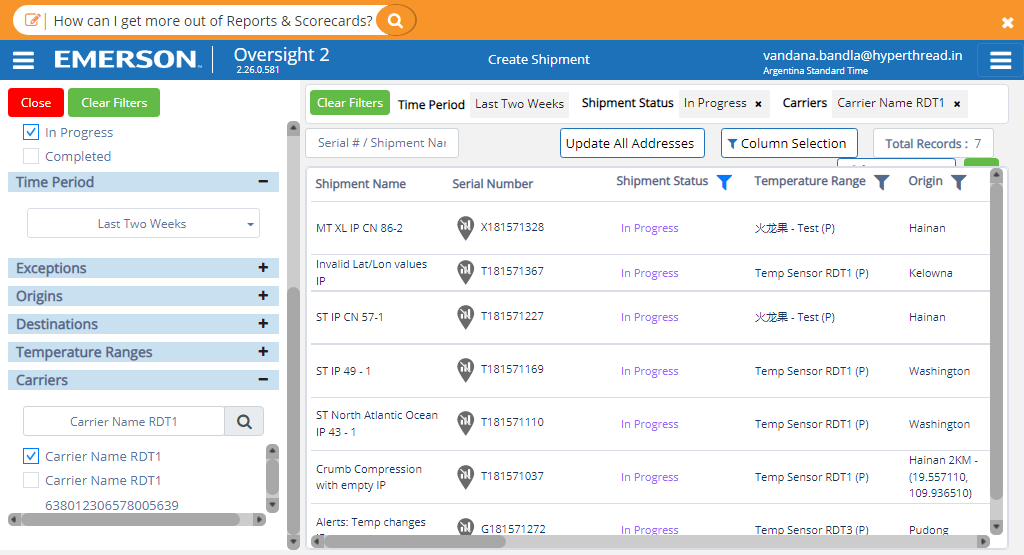 How can I get more out of Reports & Scorecards?
EMERSON
Oversight 2
2.26.0.581
Create Shipment
vandana.bandla@hyperthread.in
Argentina Standard Time
Close
Clear Filters
In Progress
Completed
Time Period
Last Two Weeks
Exceptions
Origins
Destinations
Temperature Ranges
Carriers
Carrier Name RDT1
Carrier Name RDT1
Carrier Name RDT1
638012306578005639
Clear Filters Time Period Last Two Weeks Shipment Status In Progress × Carriers Carrier Name RDT1 ×
Serial # / Shipment Nai Update All Addresses Column Selection Total Records : 7
Shipment Name Serial Number Shipment Status Temperature Range Origin
MT XL IP CN 86-2 X181571328 In Progress 火龙果 - Test (P) Hainan
Invalid Lat/Lon values
IP T181571367 In Progress Temp Sensor RDT1 (P) Kelowna
ST IP CN 57-1 T181571227 In Progress 火龙果 - Test (P) Hainan
ST IP 49 - 1 T181571169 In Progress Temp Sensor RDT1 (P) Washington
ST North Atlantic Ocean
IP 43 - 1 T181571110 In Progress Temp Sensor RDT1 (P) Washington
Crumb Compression
with empty IP T181571037 In Progress Temp Sensor RDT1 (P) Hainan 2KM -
(19.557110,
109.936510)
Alerts: Temp changes
G181571272 In Progress Temp Sensor RDT3 (P) Pudong